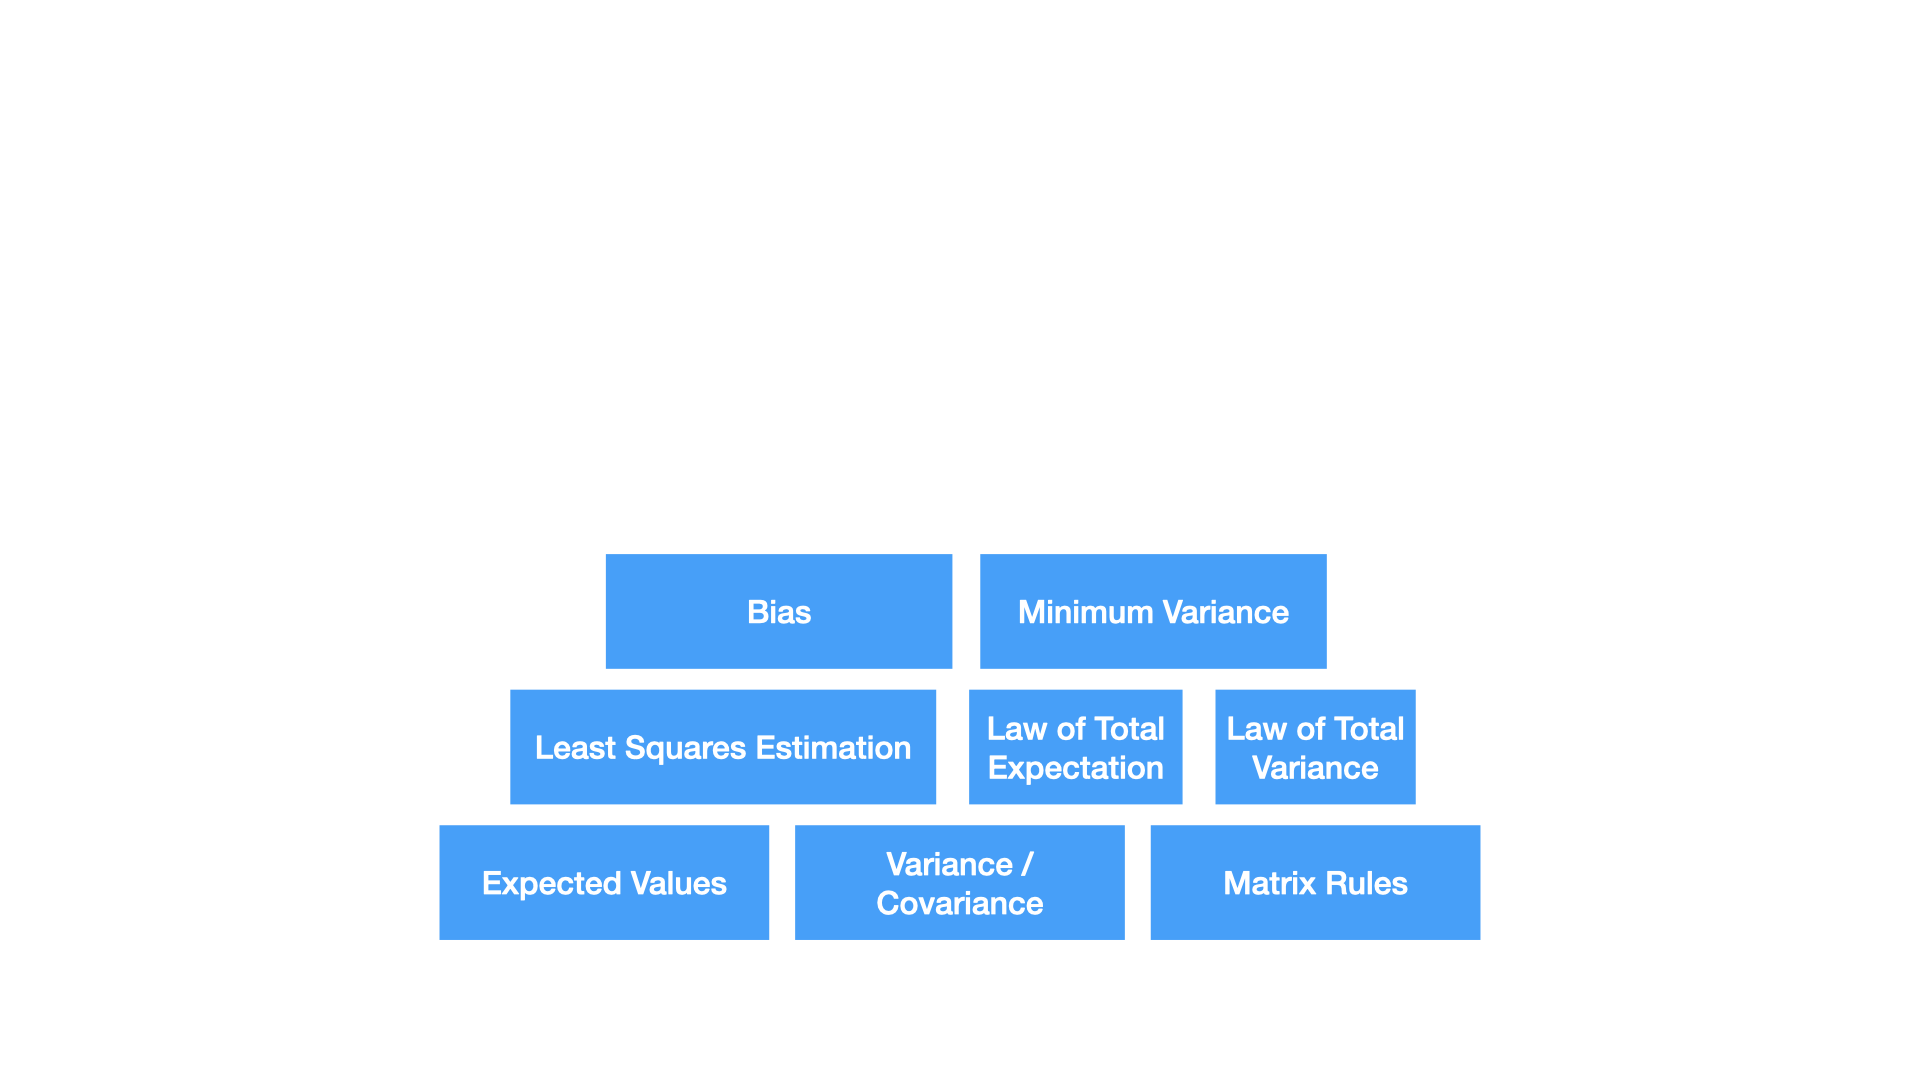 Bias
Minimum Variance
Least Squares Estimation
Law of Total
Expectation
Law of Total
Variance
Expected Values
Variance /
Covariance
Matrix Rules